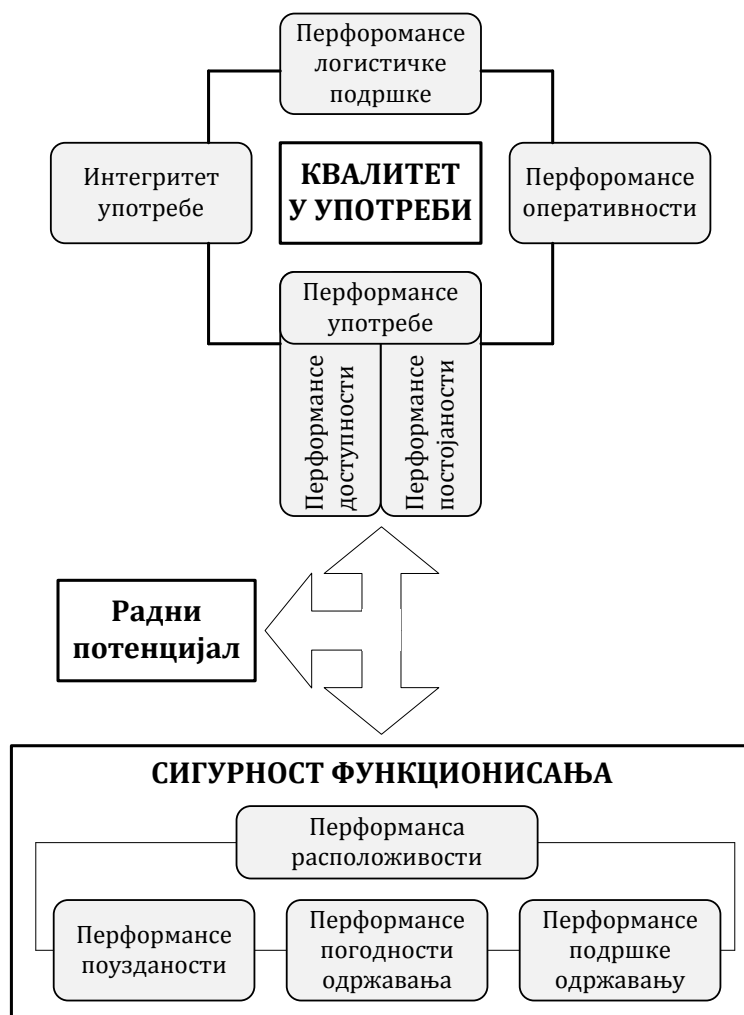 Перфоромансе
логистичке
подршке
Интегритет
употребе
КВАЛИТЕТ
У УПОТРЕБИ
Перфоромансе
оперативности
Перформансе
употребе
Перформансе
доступности
Перформансе
постојаности
Радни
потенцијал
СИГУРНОСТ ФУНКЦИОНИСАЊА
Перформанса
расположивости
Перформансе
поузданости
Перформансе
погодности
одржавања
Перформансе
подршке
одржавању